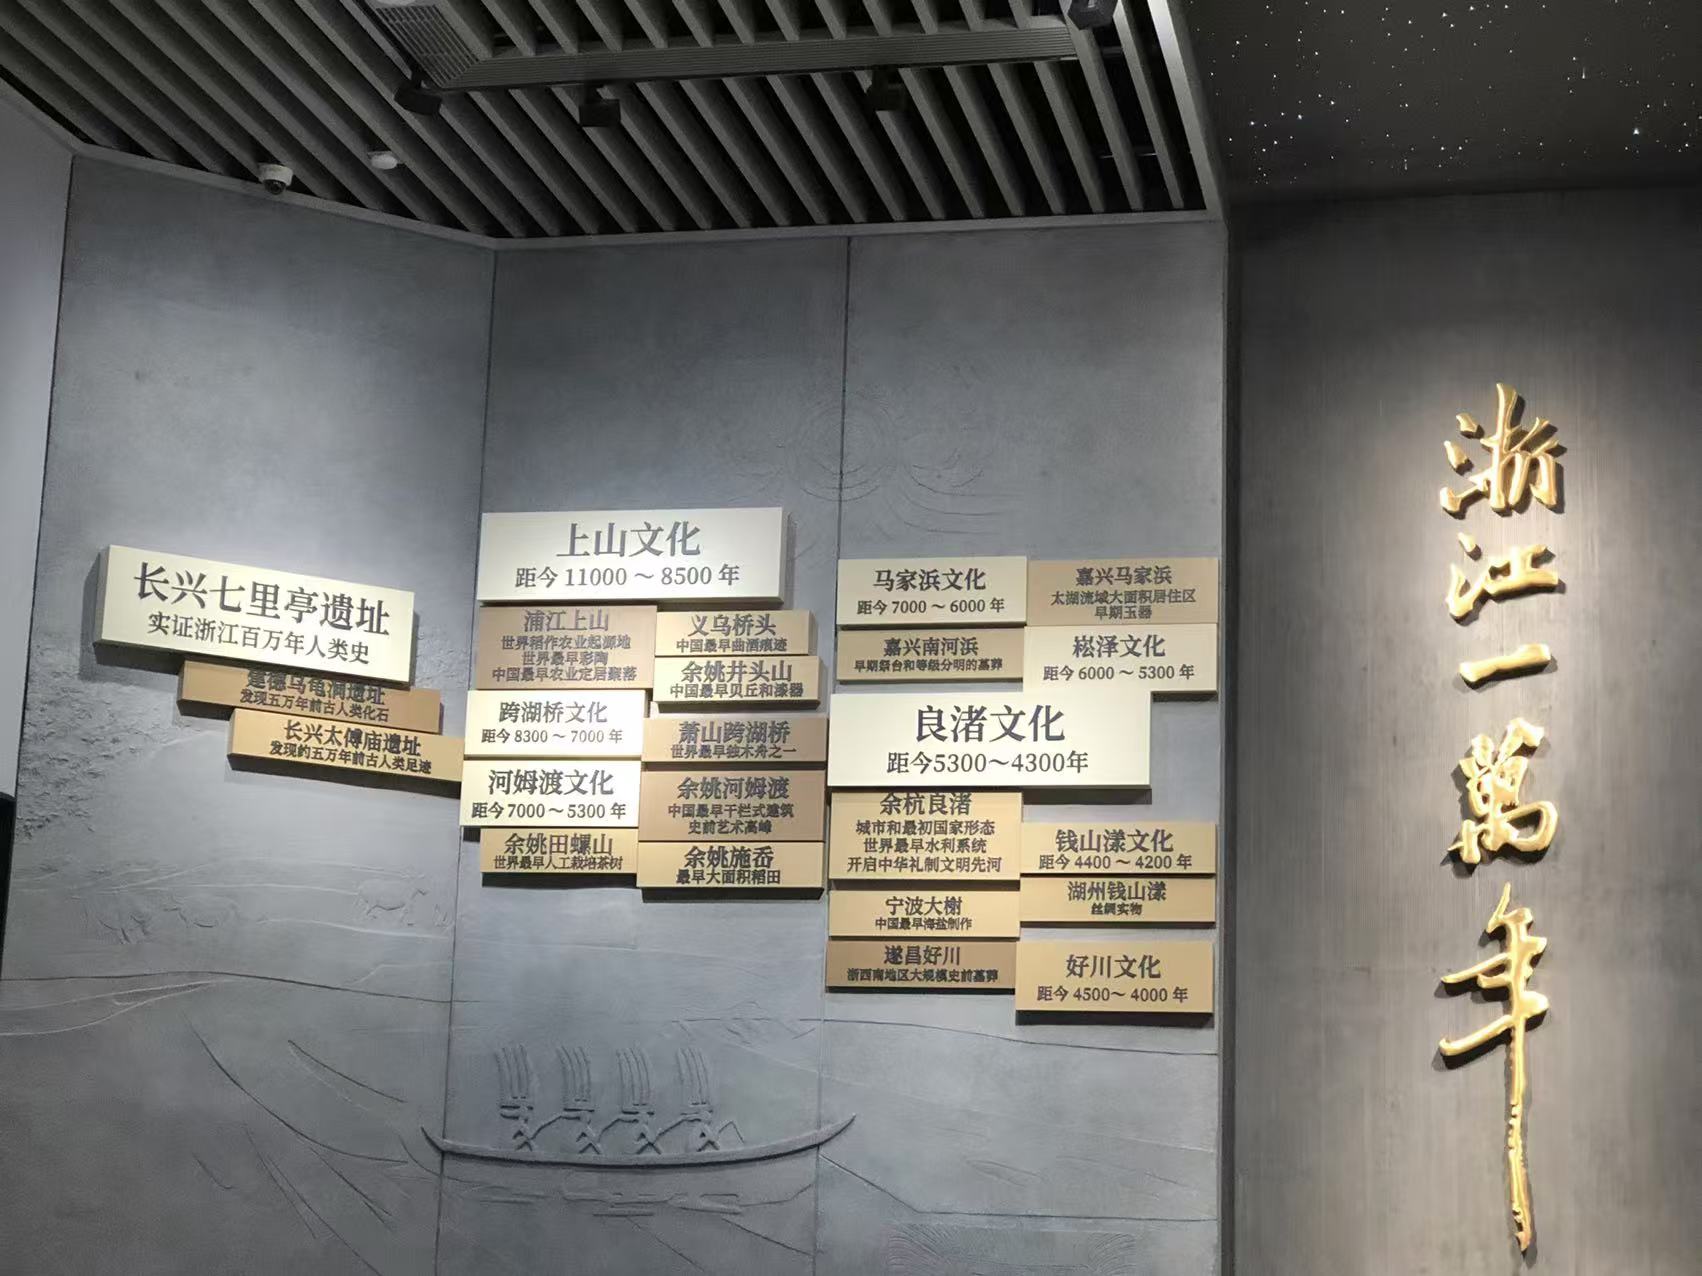 长兴七里亭遗址
实证浙江百万年人类史
建德乌龟洞遗址
发现五万年前古人类化石
长兴太傅庙遗址
发现约五万年前古人类足迹
上山文化
距今 11000 ～ 8500 年
浦江上山
世界稻作农业起源地
世界最早彩陶
中国最早农业定居聚落
义乌桥头
中国最早曲酒痕迹
余姚井头山
中国最早贝丘和漆器
跨湖桥文化
距今 8300 ～ 7000 年
萧山跨湖桥
世界最早独木舟之一
河姆渡文化
距今 7000 ～ 5300 年
余姚河姆渡
中国最早干栏式建筑
史前艺术高峰
余姚田螺山
世界最早人工栽培茶树
余姚施岙
最早大面积稻田
马家浜文化
距今 7000 ～ 6000 年
嘉兴马家浜
太湖流域大面积居住区
早期玉器
嘉兴南河浜
早期祭台和等级分明的墓葬
崧泽文化
距今 6000 ～ 5300 年
良渚文化
距今5300～4300年
余杭良渚
城市和最初国家形态
世界最早水利系统
开启中华礼制文明先河
钱山漾文化
距今 4400 ～ 4200 年
湖州钱山漾
丝绸实物
宁波大榭
中国最早海盐制作
遂昌好川
浙西南地区大规模史前墓葬
好川文化
距今 4500～ 4000 年
浙江一萬年